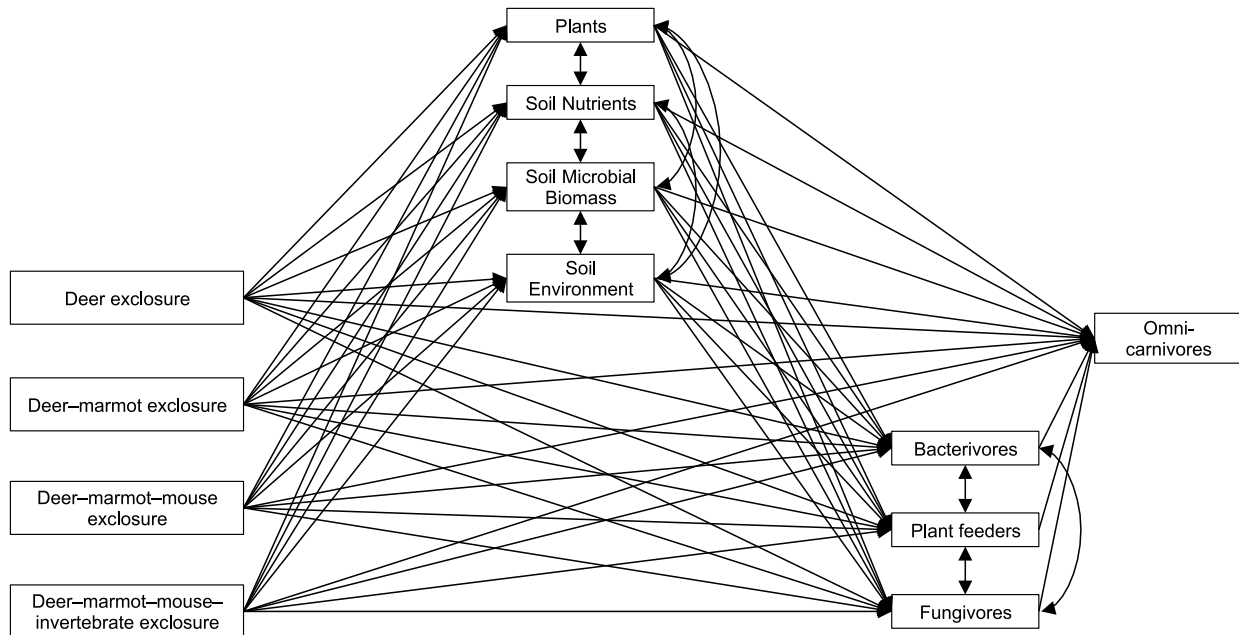 Plants
Soil Nutrients
Soil Microbial
Biomass
Soil
Environment
Deer exclosure
Deer–marmot exclosure
Deer–marmot–mouse
exclosure
Deer–marmot–mouse–
invertebrate exclosure
Omni-
carnivores
Bacterivores
Plant feeders
Fungivores